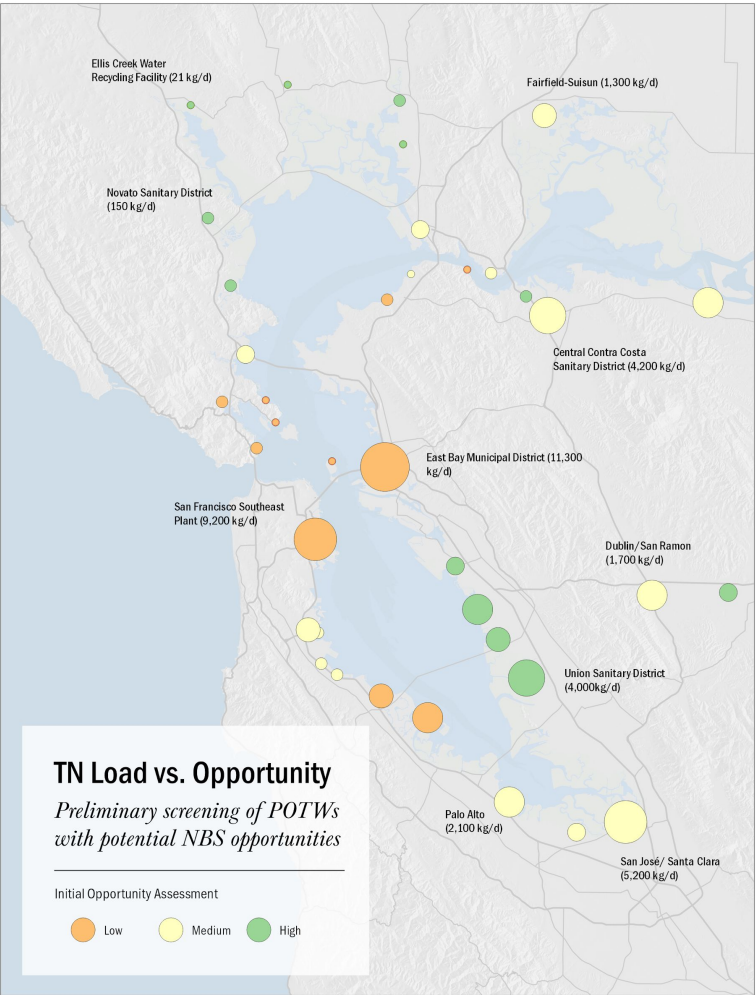 Ellis Creek Water
Recycling Facility (21 kg/d)
Fairfield-Suisun (1,300 kg/d)
Novato Sanitary District
(150 kg/d)
Central Contra Costa
Sanitary District (4,200 kg/d)
East Bay Municipal District (11,300
kg/d)
San Francisco Southeast
Plant (9,200 kg/d)
Dublin/San Ramon
(1,700 kg/d)
Union Sanitary District
(4,000kg/d)
Palo Alto
(2,100 kg/d)
San José/ Santa Clara
(5,200 kg/d)
TN Load vs. Opportunity
Preliminary screening of POTWs
with potential NBS opportunities
Initial Opportunity Assessment
Low Medium High